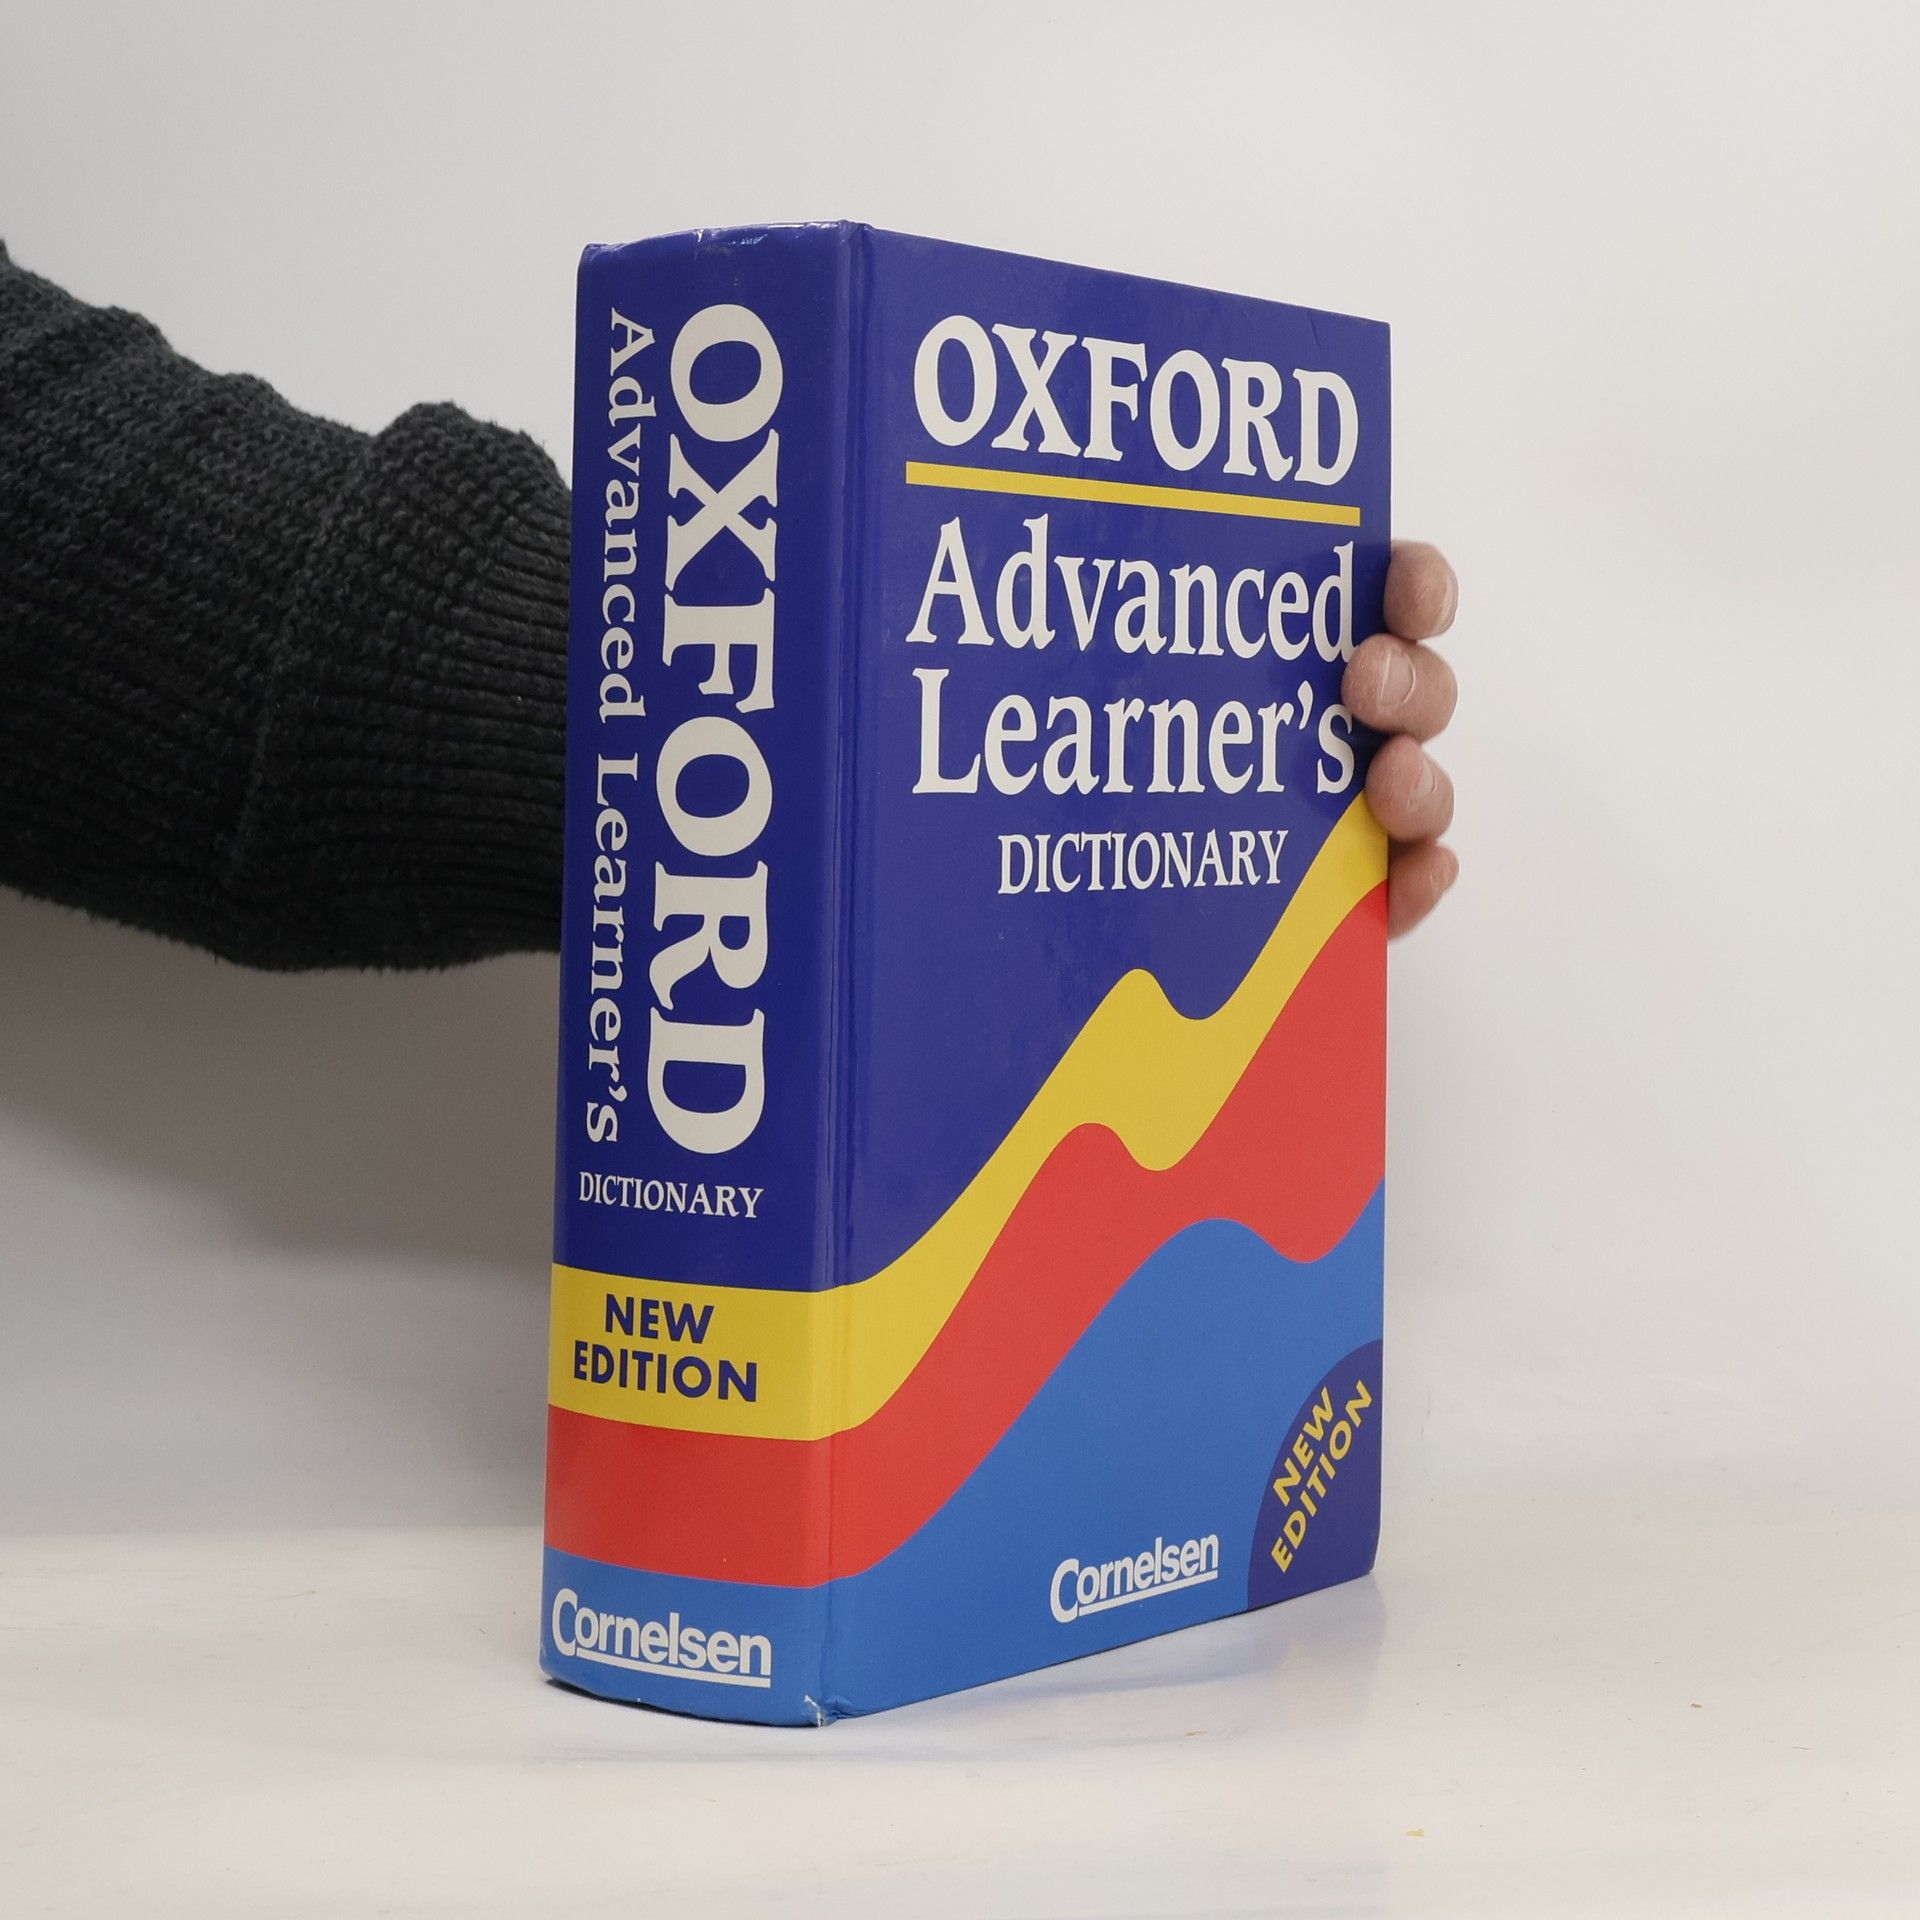 OXFORD
Advanced Learner's
DICTIONARY
NEW
EDITION
Cornelsen
OXFORD
Advanced
Learner's
DICTIONARY
NEW
EDITION
Cornelsen